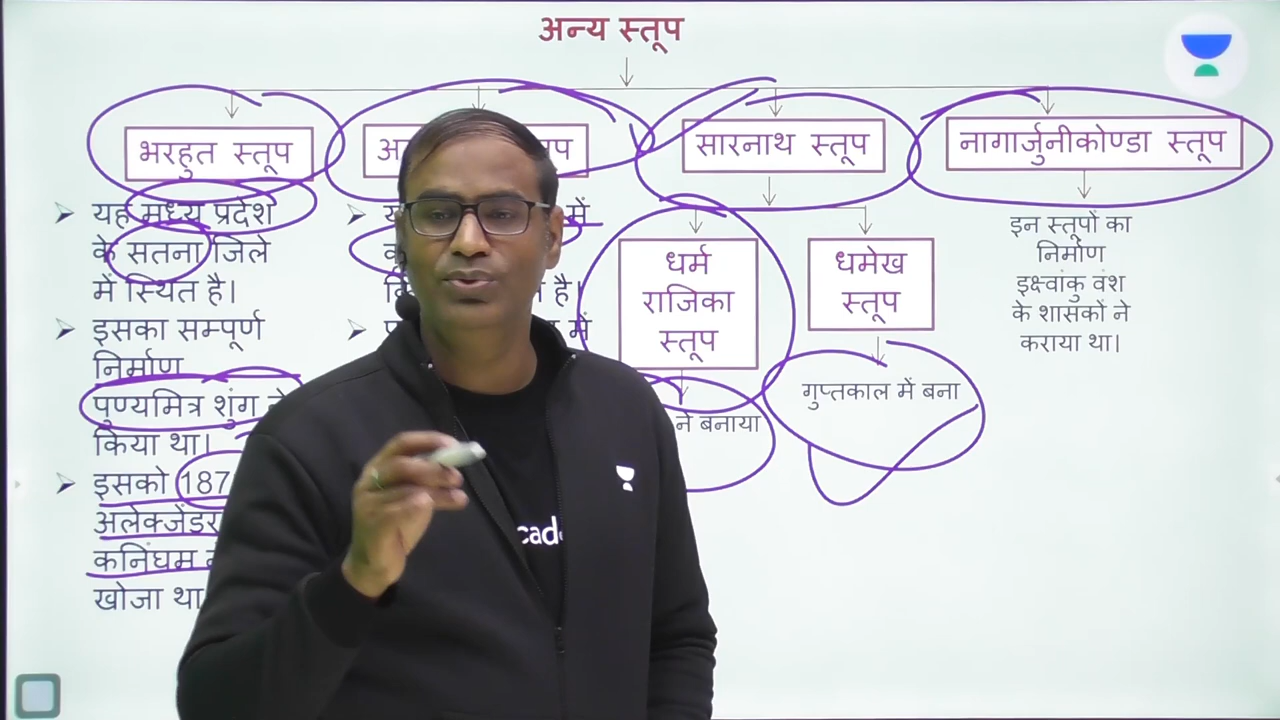 अन्य स्तूप
भरहुत स्तूप
सारनाथ स्तूप
नागार्जुनीकोण्डा स्तूप
यह मध्य प्रदेश
के सतना जिले
में स्थित है।
इसका सम्पूर्ण
निर्माण
पुण्यमित्र शुंग
किया था।
इसको 187
अलेक्जेंडर
कनिंघम
खोजा था
में
है।
में
धर्म
राजिका
स्तूप
ने बनाया
धमेख
स्तूप
गुप्तकाल में बना
इन स्तूपों का
निर्माण
इक्ष्वांकु वंश
के शासकों ने
कराया था।